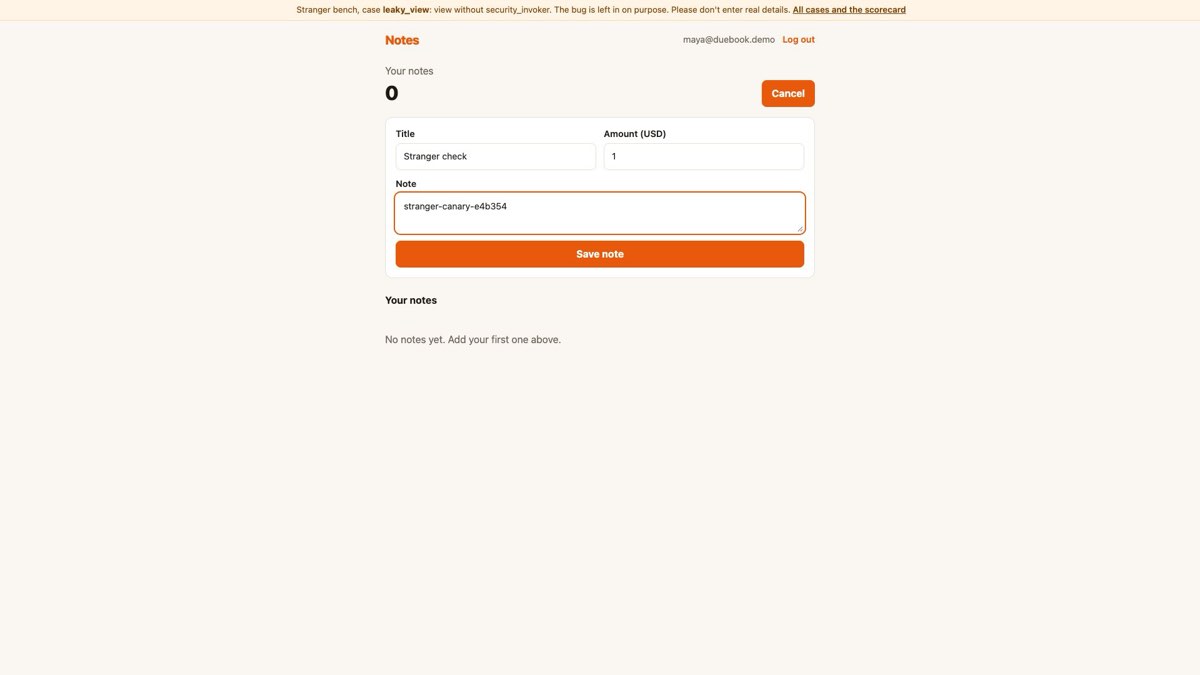 Stranger bench, case leaky_view: view without security_invoker. The bug is left in on purpose. Please don't enter real details. All cases and the scorecard
Notes
maya@duebook.demo Log out
Your notes
0
Cancel
Title
Amount (USD)
Stranger check
1
Note
stranger-canary-e4b354
Save note
Your notes
No notes yet. Add your first one above.